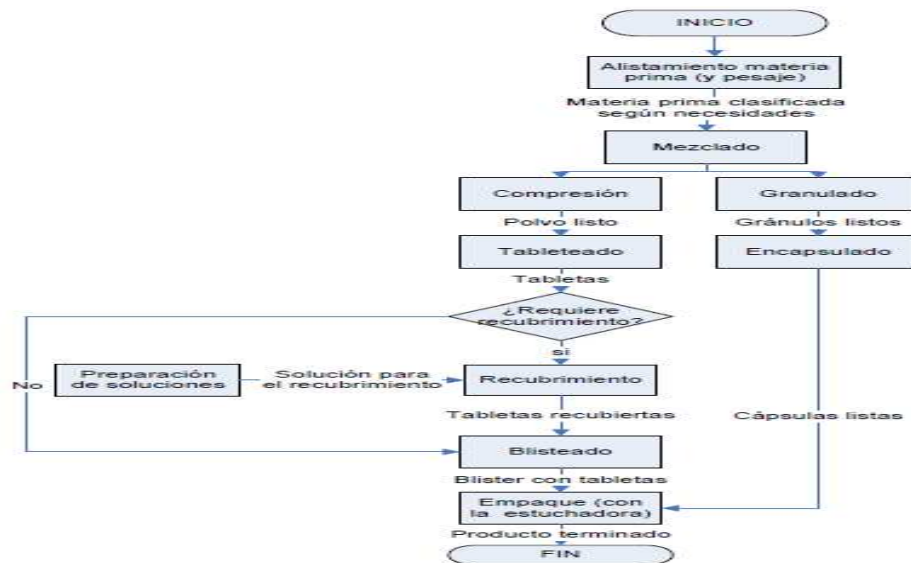 INICIO
Alistamiento materia
prima (y pesaje)
Materia prima clasificada
según necesidades
Mezclado
Compresión
Granulado
Polvo listo
Gránulos listos
Tableteado
Encapsulado
Tabletas
¿Requiere
recubrimiento?
si
No
Preparación
de soluciones
Solución para
el recubrimiento
Recubrimiento
Tabletas recubiertas
Cápsulas listas
Blisteado
Blister con tabletas
Empaque (con
la estuchadora)
Producto terminado
FIN